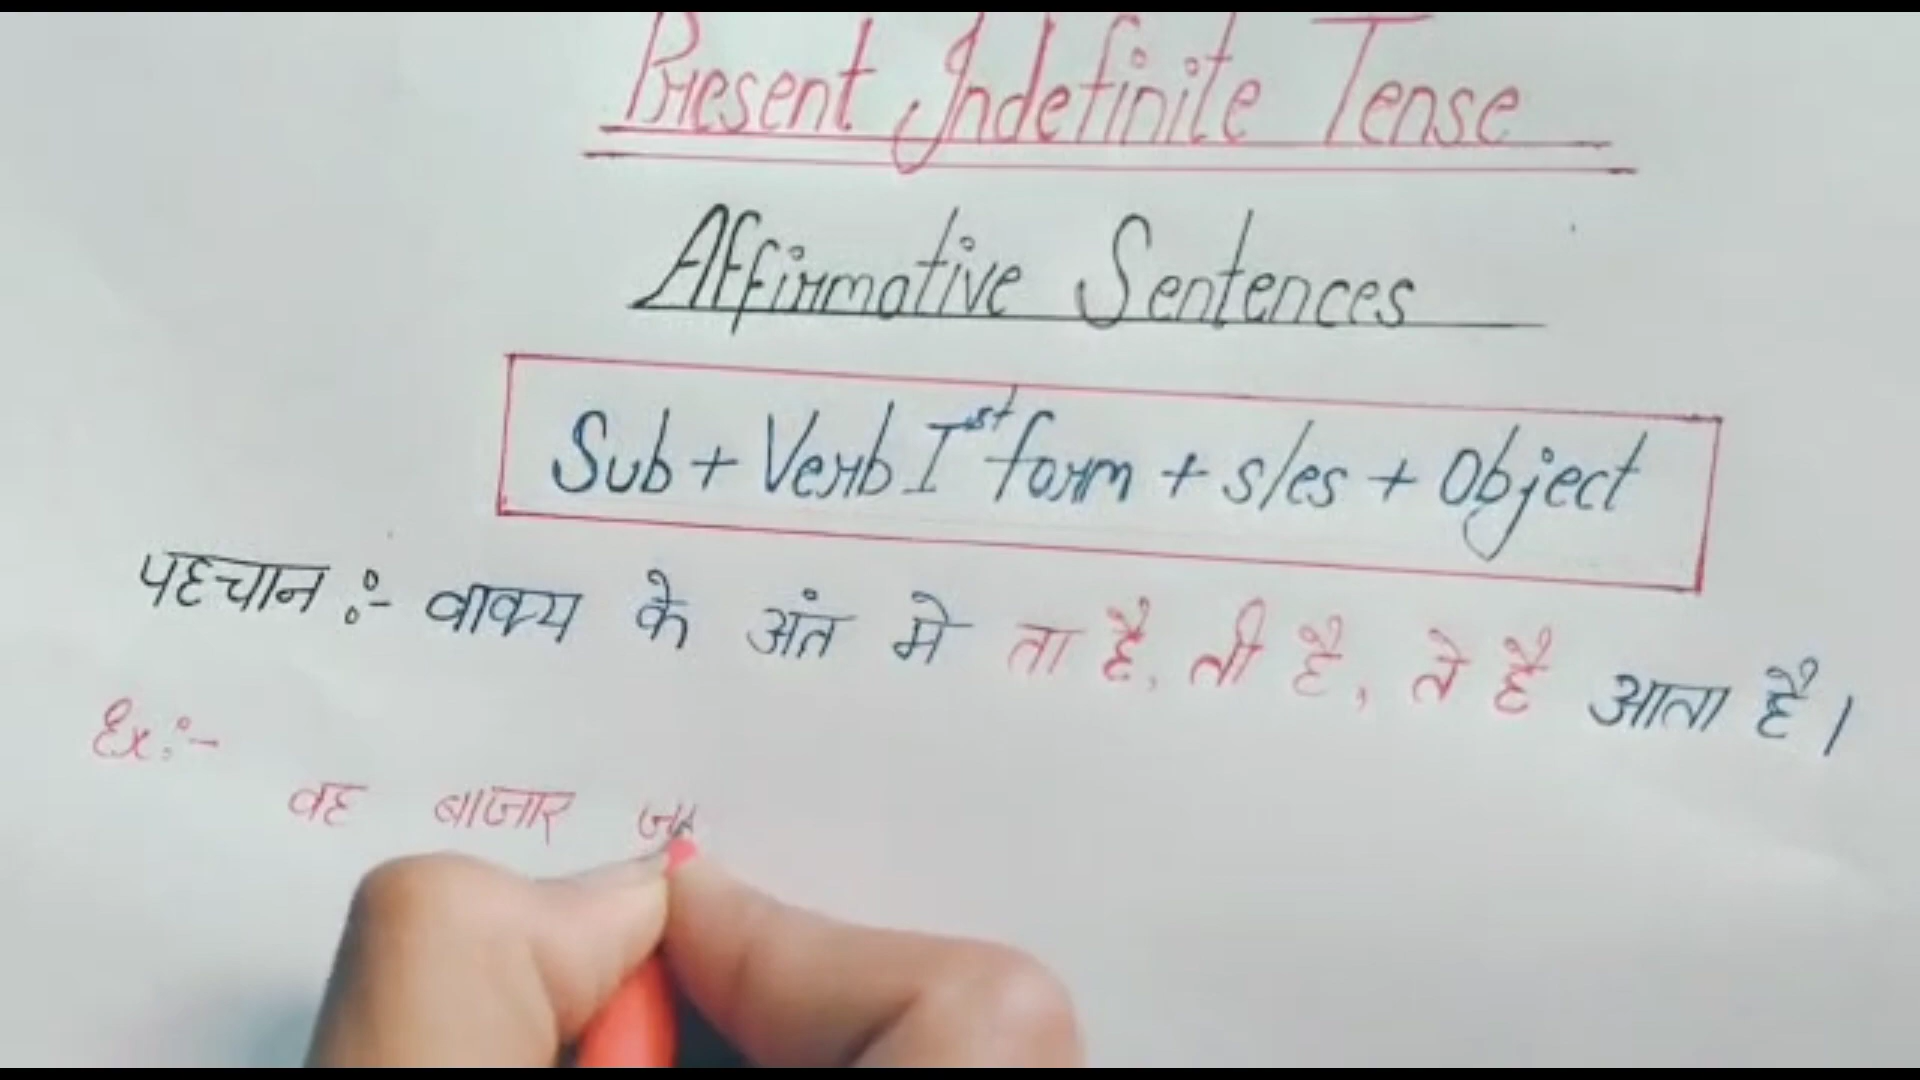 Present Indefinite Tense
Affirmative Sentences
Sub + Verb Ist form + s/es + Object
पहचान :- वाक्य के अंत मे ता है, ती है, ते है आता है।
Ex:-
वह बाजार